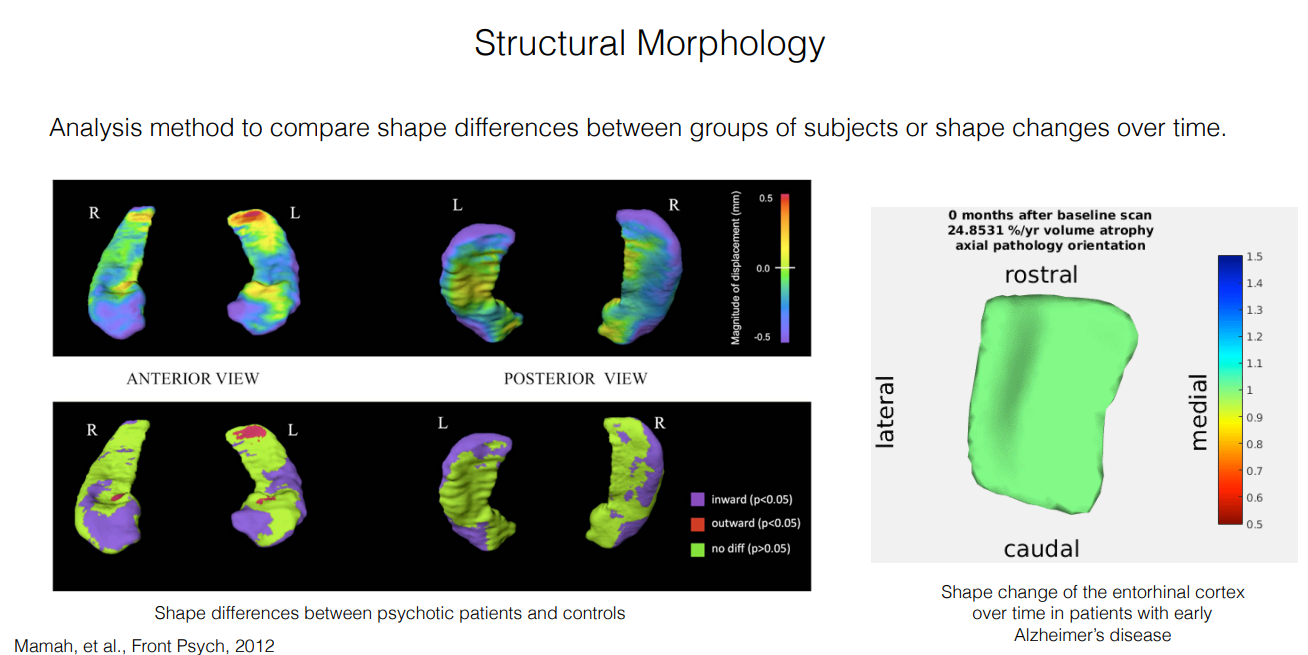 Structural Morphology
Analysis method to compare shape differences between groups of subjects or shape changes over time.
R
L
L
R
Magnitude of displacement (mm)
0.5
0.0
-0.5
ANTERIOR VIEW
POSTERIOR VIEW
R
L
L
R
inward (p<0.05)
outward (p<0.05)
no diff (p>0.05)
Shape differences between psychotic patients and controls
Mamah, et al., Front Psych, 2012
0 months after baseline scan
24.8531 %/yr volume atrophy
axial pathology orientation
rostral
lateral
medial
caudal
1.5
1.4
1.3
1.2
1.1
1
0.9
0.8
0.7
0.6
0.5
Shape change of the entorhinal cortex
over time in patients with early
Alzheimer’s disease